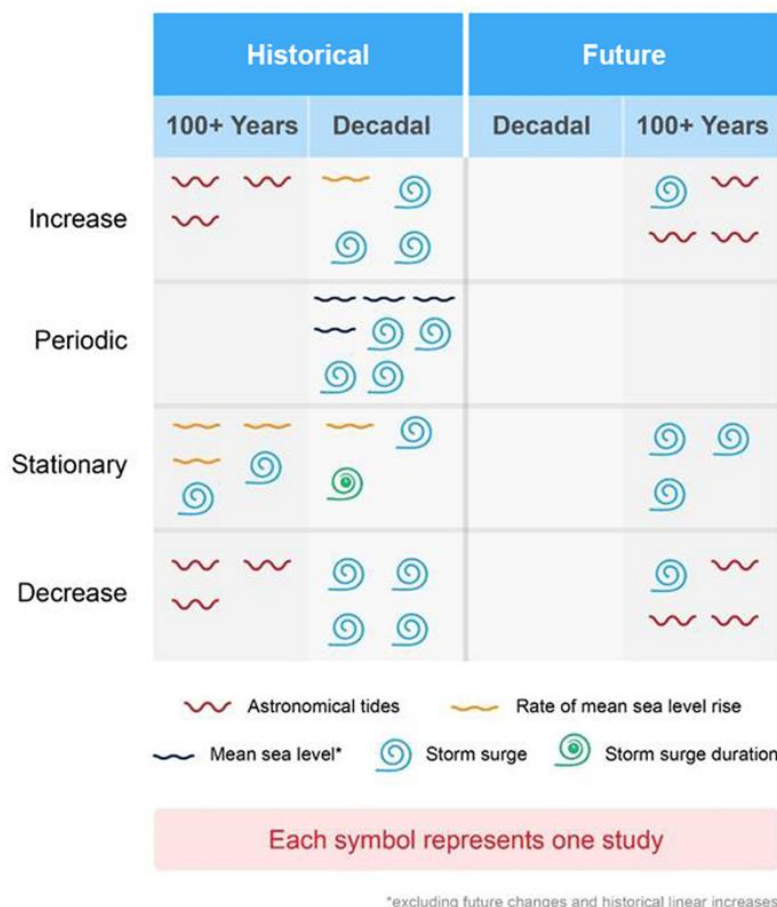 Historical Future
100+ Years Decadal Decadal 100+ Years
Increase
Periodic
Stationary
Decrease
Astronomical tides Rate of mean sea level rise
Mean sea level* Storm surge Storm surge duration
Each symbol represents one study
*excluding future changes and historical linear increases